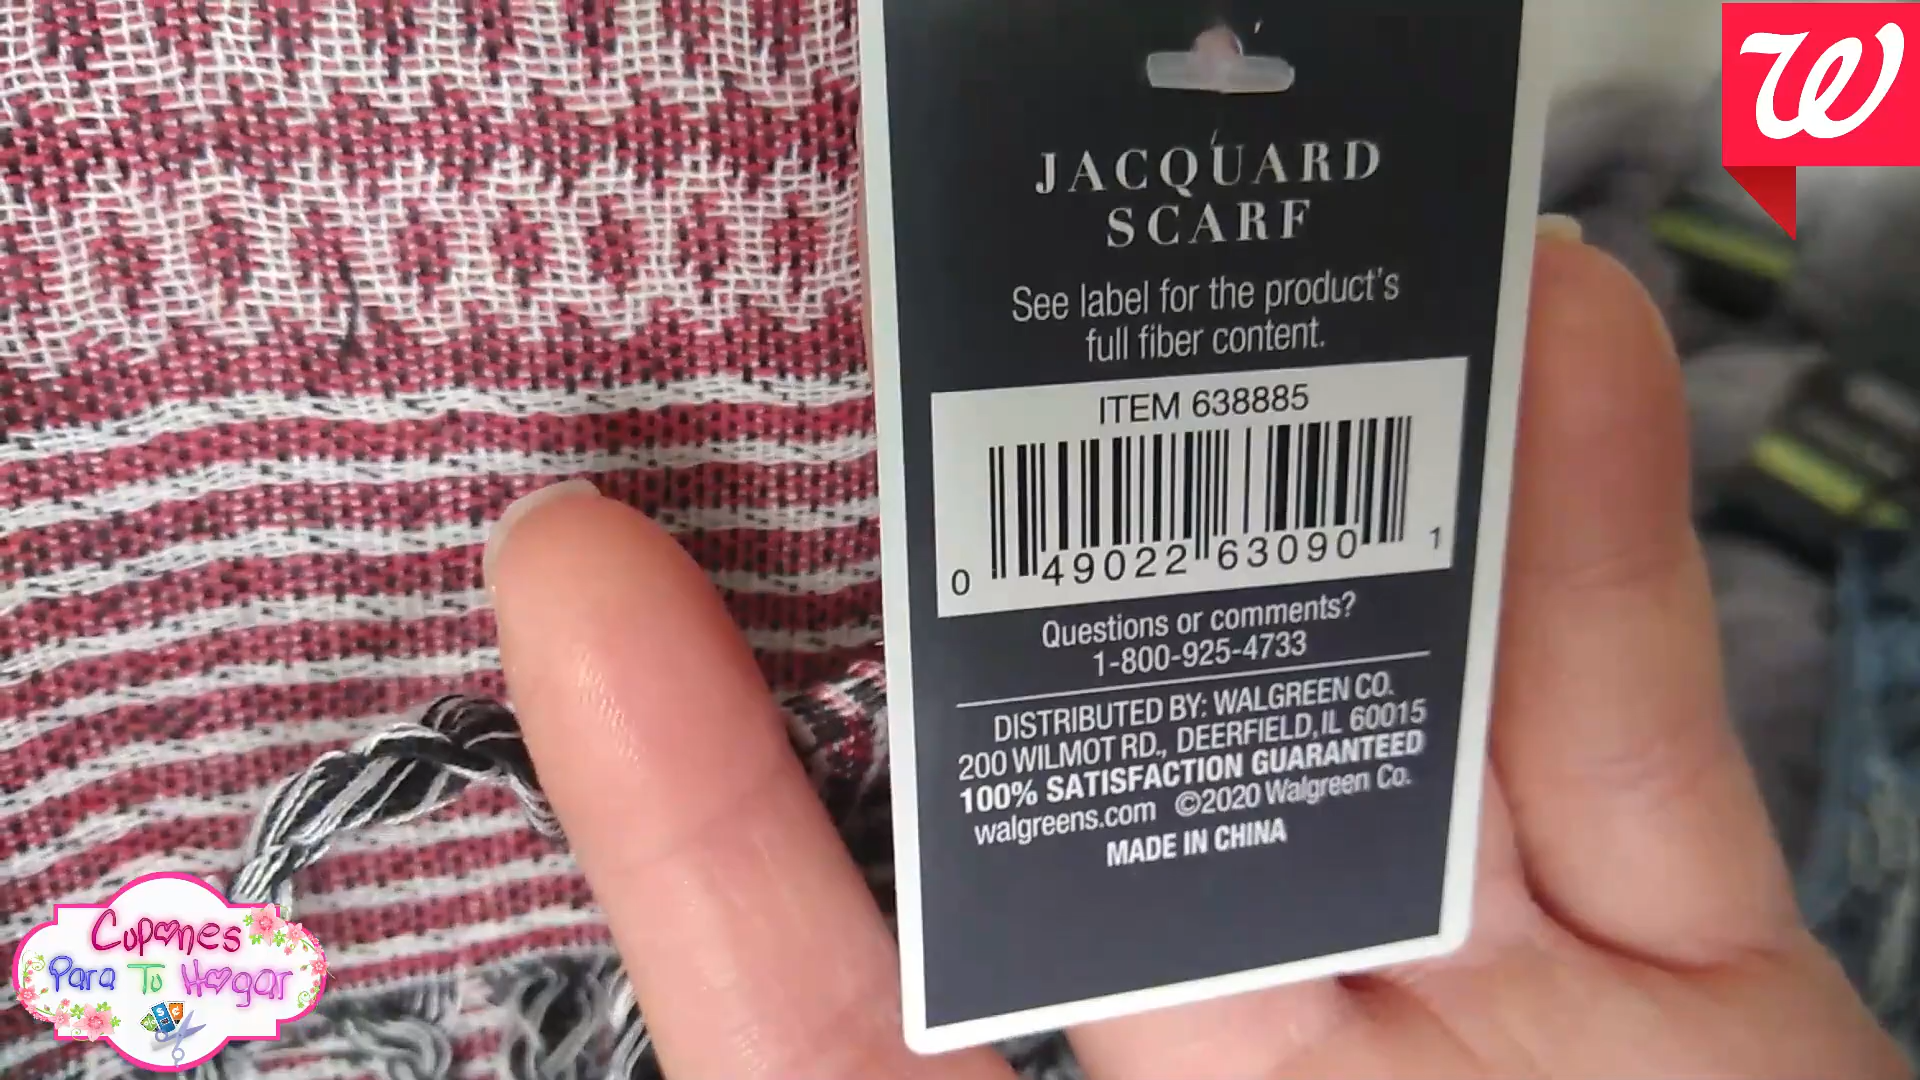 W
JACQUARD
SCARF
See label for the product's
full fiber content.
ITEM 638885
0 49022 63090 1
Questions or comments?
1-800-925-4733
DISTRIBUTED BY: WALGREEN CO.
200 WILMOT RD., DEERFIELD, IL 60015
100% SATISFACTION GUARANTEED
walgreens.com ©2020 Walgreen Co.
MADE IN CHINA
Cupones
Para Tu Hogar